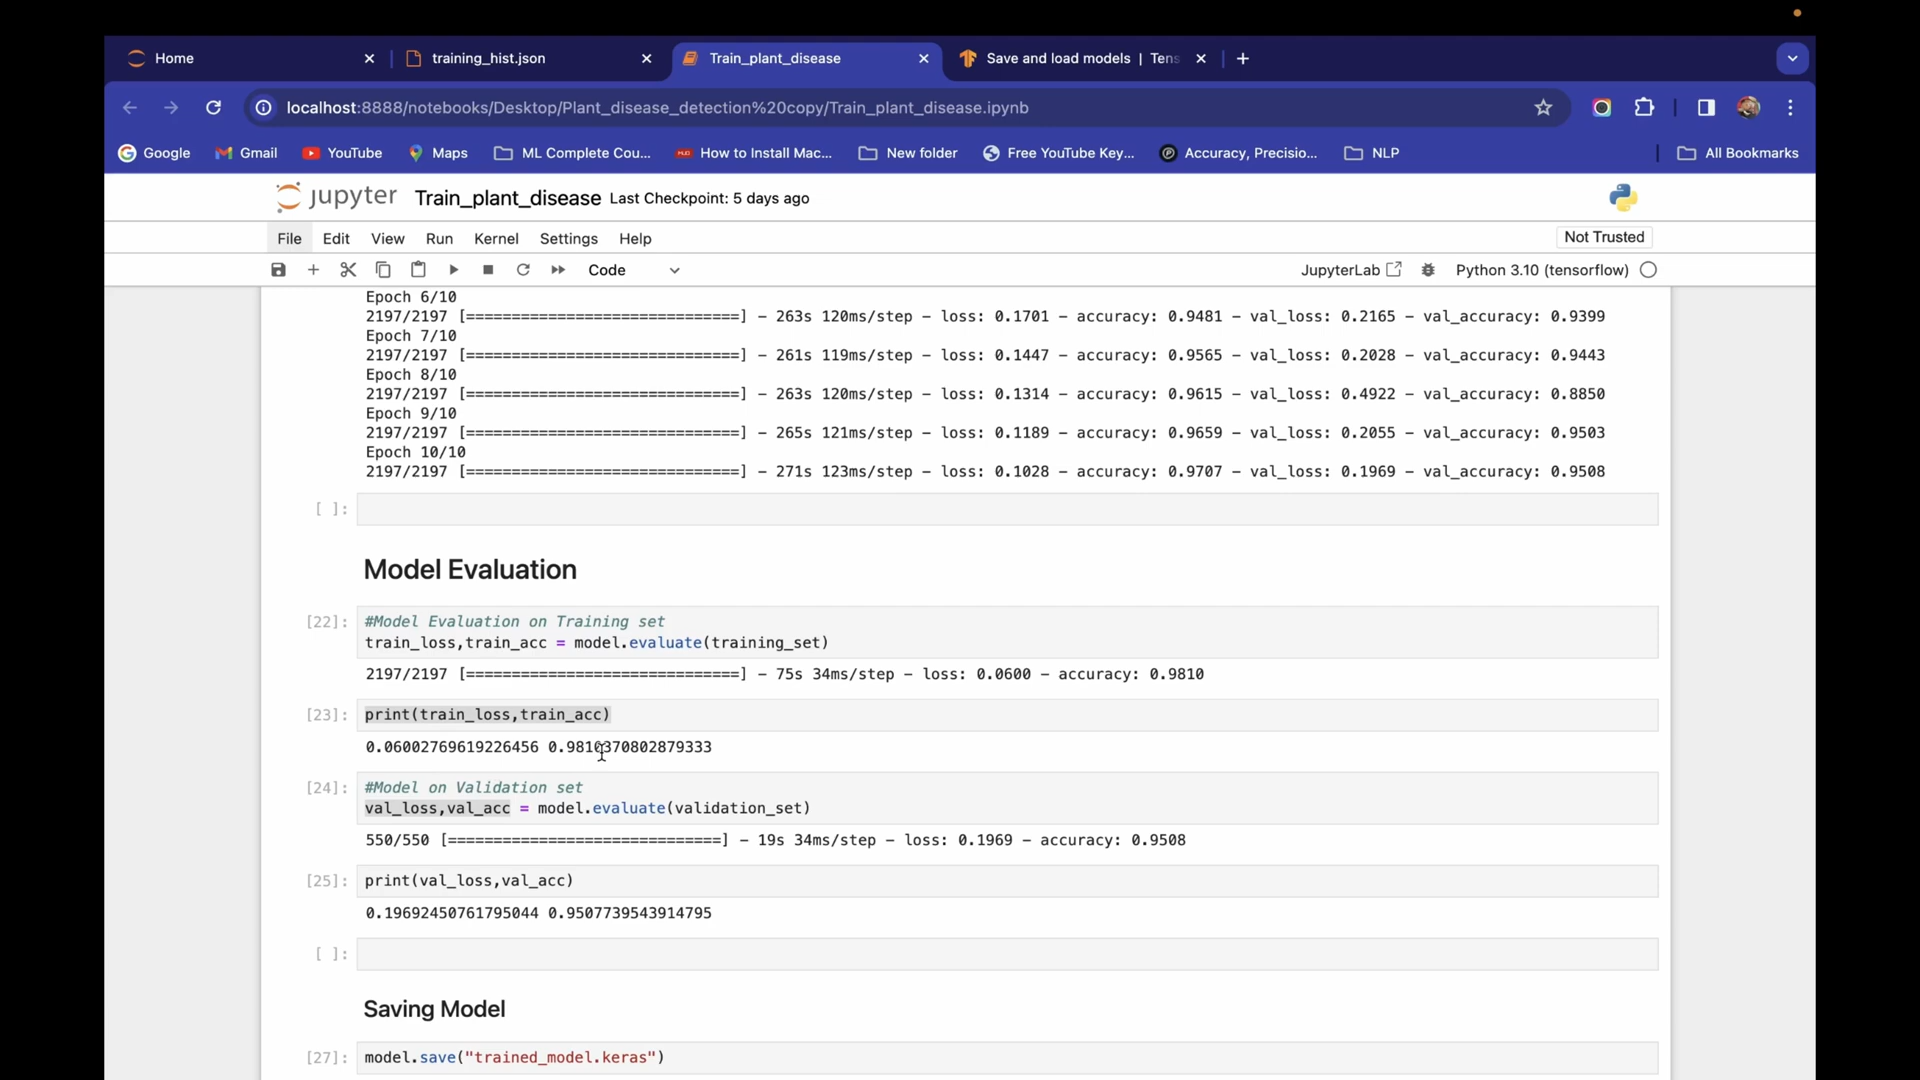 Home
training_hist.json
Train_plant_disease
Save and load models | Tens
localhost:8888/notebooks/Desktop/Plant_disease_detection%20copy/Train_plant_disease.ipynb
Google
Gmail
YouTube
Maps
ML Complete Cou...
How to Install Mac...
New folder
Free YouTube Key...
Accuracy, Precisio...
NLP
All Bookmarks
jupyter Train_plant_disease Last Checkpoint: 5 days ago
File Edit View Run Kernel Settings Help
Not Trusted
Code
JupyterLab
Python 3.10 (tensorflow)
Epoch 6/10
2197/2197 [==============================] - 263s 120ms/step - loss: 0.1701 - accuracy: 0.9481 - val_loss: 0.2165 - val_accuracy: 0.9399
Epoch 7/10
2197/2197 [==============================] - 261s 119ms/step - loss: 0.1447 - accuracy: 0.9565 - val_loss: 0.2028 - val_accuracy: 0.9443
Epoch 8/10
2197/2197 [==============================] - 263s 120ms/step - loss: 0.1314 - accuracy: 0.9615 - val_loss: 0.4922 - val_accuracy: 0.8850
Epoch 9/10
2197/2197 [==============================] - 265s 121ms/step - loss: 0.1189 - accuracy: 0.9659 - val_loss: 0.2055 - val_accuracy: 0.9503
Epoch 10/10
2197/2197 [==============================] - 271s 123ms/step - loss: 0.1028 - accuracy: 0.9707 - val_loss: 0.1969 - val_accuracy: 0.9508
[ ]:
Model Evaluation
[22]: #Model Evaluation on Training set
train_loss,train_acc = model.evaluate(training_set)
2197/2197 [==============================] - 75s 34ms/step - loss: 0.0600 - accuracy: 0.9810
[23]: print(train_loss,train_acc)
0.06002769619226456 0.9810370802879333
[24]: #Model on Validation set
val_loss,val_acc = model.evaluate(validation_set)
550/550 [==============================] - 19s 34ms/step - loss: 0.1969 - accuracy: 0.9508
[25]: print(val_loss,val_acc)
0.19692450761795044 0.9507739543914795
[ ]:
Saving Model
[27]: model.save("trained_model.keras")